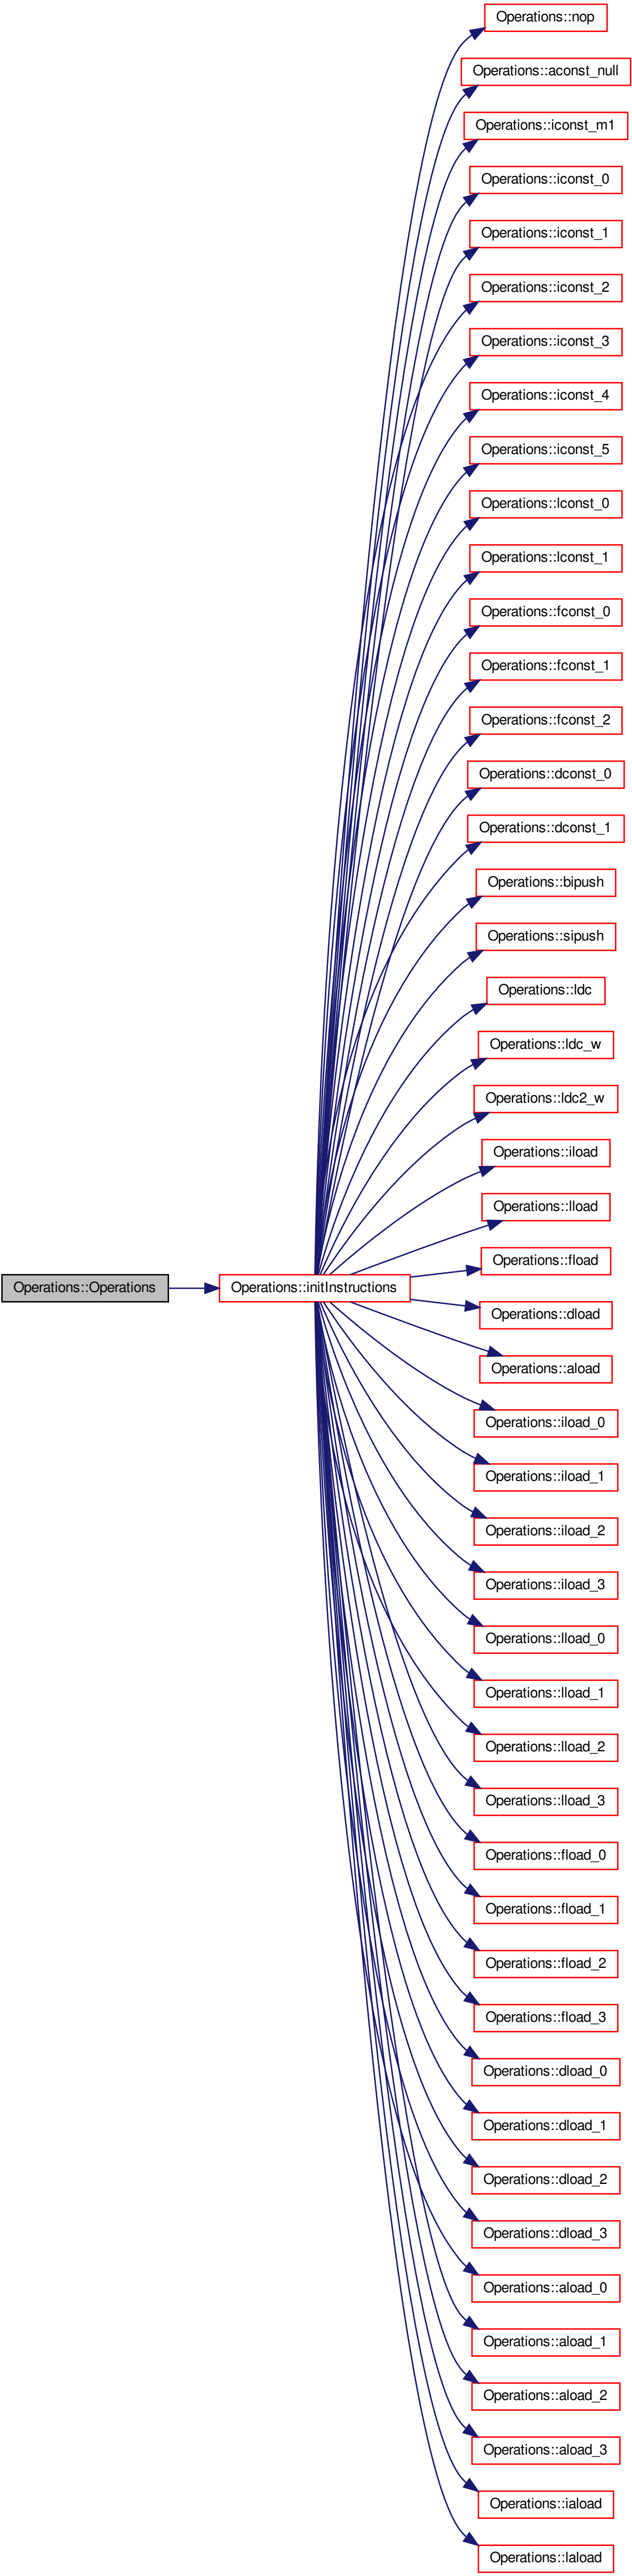 Operations::nop
Operations::aconst_null
Operations::iconst_m1
Operations::iconst_0
Operations::iconst_1
Operations::iconst_2
Operations::iconst_3
Operations::iconst_4
Operations::iconst_5
Operations::lconst_0
Operations::lconst_1
Operations::fconst_0
Operations::fconst_1
Operations::fconst_2
Operations::dconst_0
Operations::dconst_1
Operations::bipush
Operations::sipush
Operations::ldc
Operations::ldc_w
Operations::ldc2_w
Operations::iload
Operations::lload
Operations::fload
Operations::Operations
Operations::initInstructions
Operations::dload
Operations::aload
Operations::iload_0
Operations::iload_1
Operations::iload_2
Operations::iload_3
Operations::lload_0
Operations::lload_1
Operations::lload_2
Operations::lload_3
Operations::fload_0
Operations::fload_1
Operations::fload_2
Operations::fload_3
Operations::dload_0
Operations::dload_1
Operations::dload_2
Operations::dload_3
Operations::aload_0
Operations::aload_1
Operations::aload_2
Operations::aload_3
Operations::iaload
Operations::laload